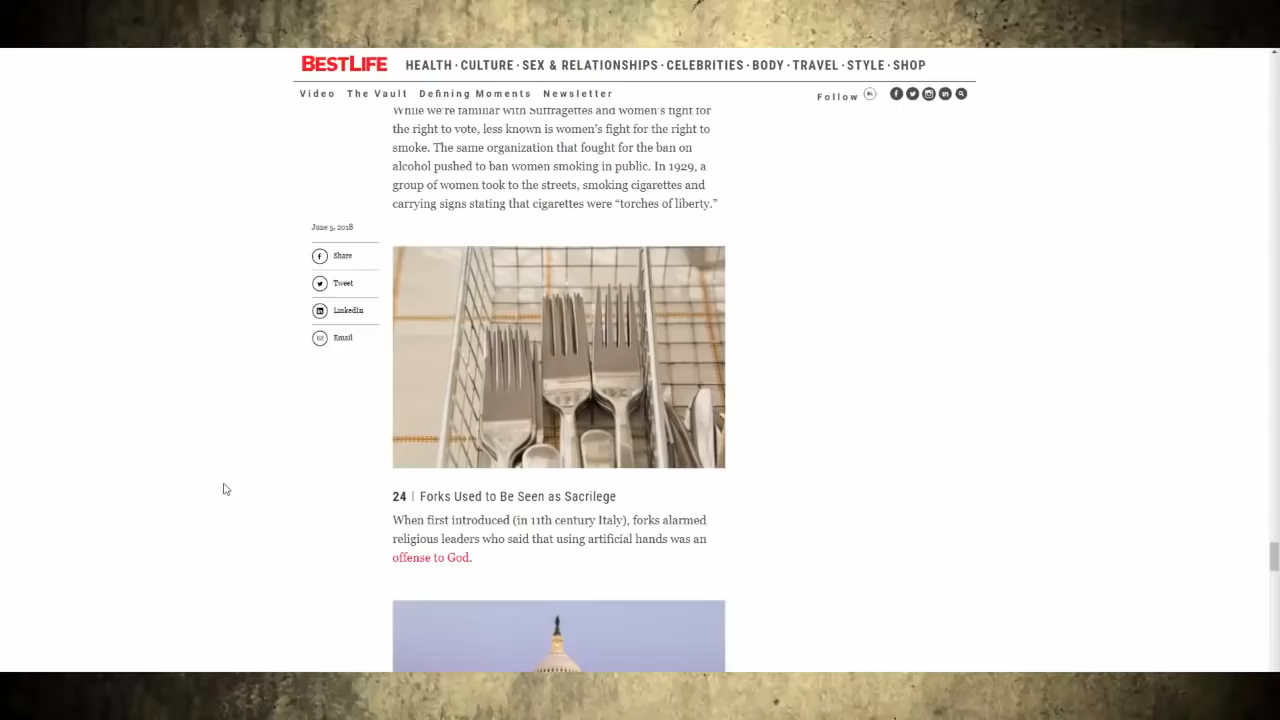 BESTLIFE
HEALTH · CULTURE · SEX & RELATIONSHIPS · CELEBRITIES · BODY · TRAVEL · STYLE · SHOP
Video The Vault Defining Moments Newsletter
Follow
While we're familiar with Suffragettes and women's fight for
the right to vote, less known is women's fight for the right to
smoke. The same organization that fought for the ban on
alcohol pushed to ban women smoking in public. In 1929, a
group of women took to the streets, smoking cigarettes and
carrying signs stating that cigarettes were “torches of liberty.”
June 5, 2018
Share
Tweet
LinkedIn
Email
24 | Forks Used to Be Seen as Sacrilege
When first introduced (in 11th century Italy), forks alarmed
religious leaders who said that using artificial hands was an
offense to God.